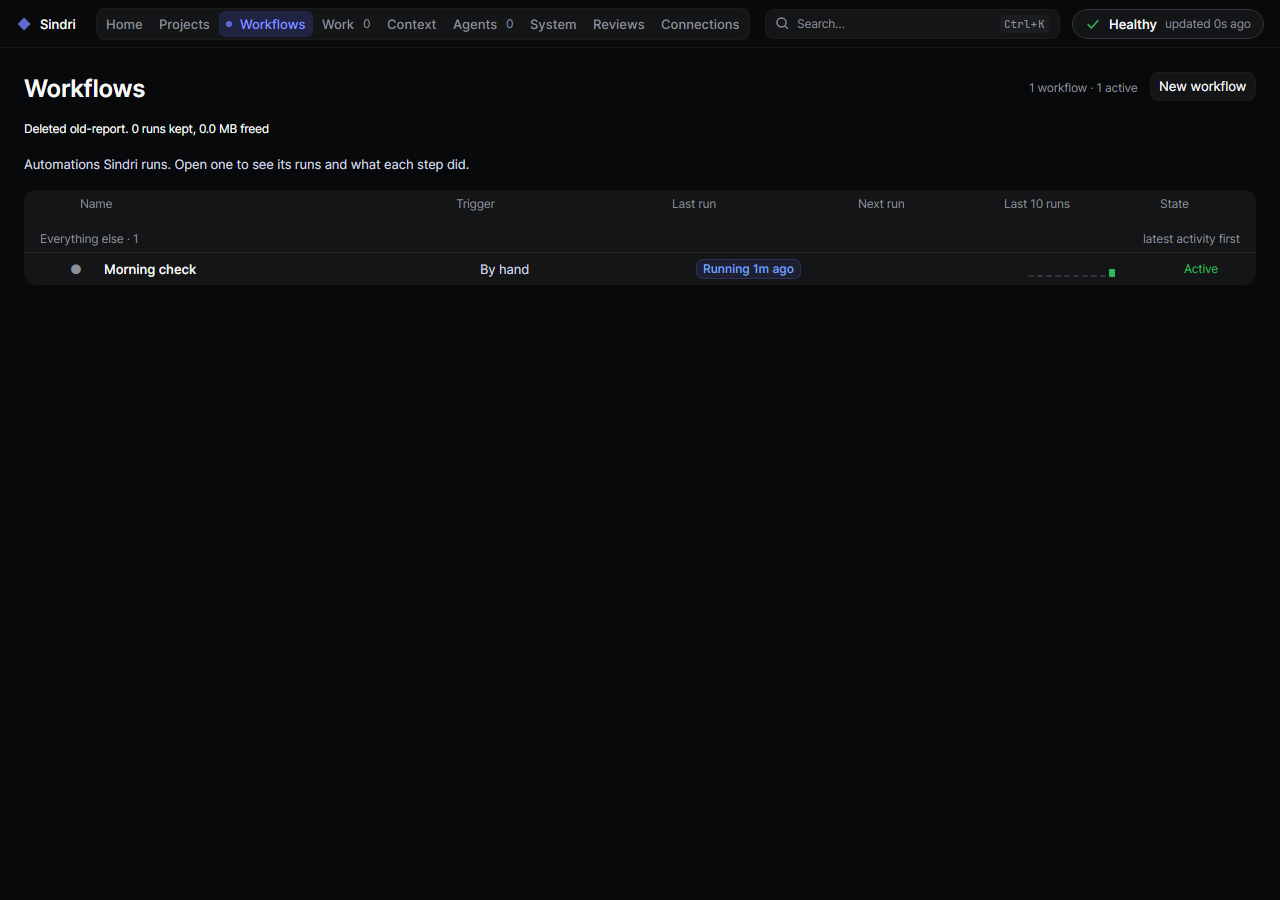 Sindri Home Projects Workflows Work 0 Context Agents 0 System Reviews Connections Search... Ctrl+K Healthy updated 0s ago
Workflows 1 workflow · 1 active New workflow
Deleted old-report. 0 runs kept, 0.0 MB freed
Automations Sindri runs. Open one to see its runs and what each step did.
Name Trigger Last run Next run Last 10 runs State
Everything else · 1 latest activity first
Morning check By hand Running 1m ago Active